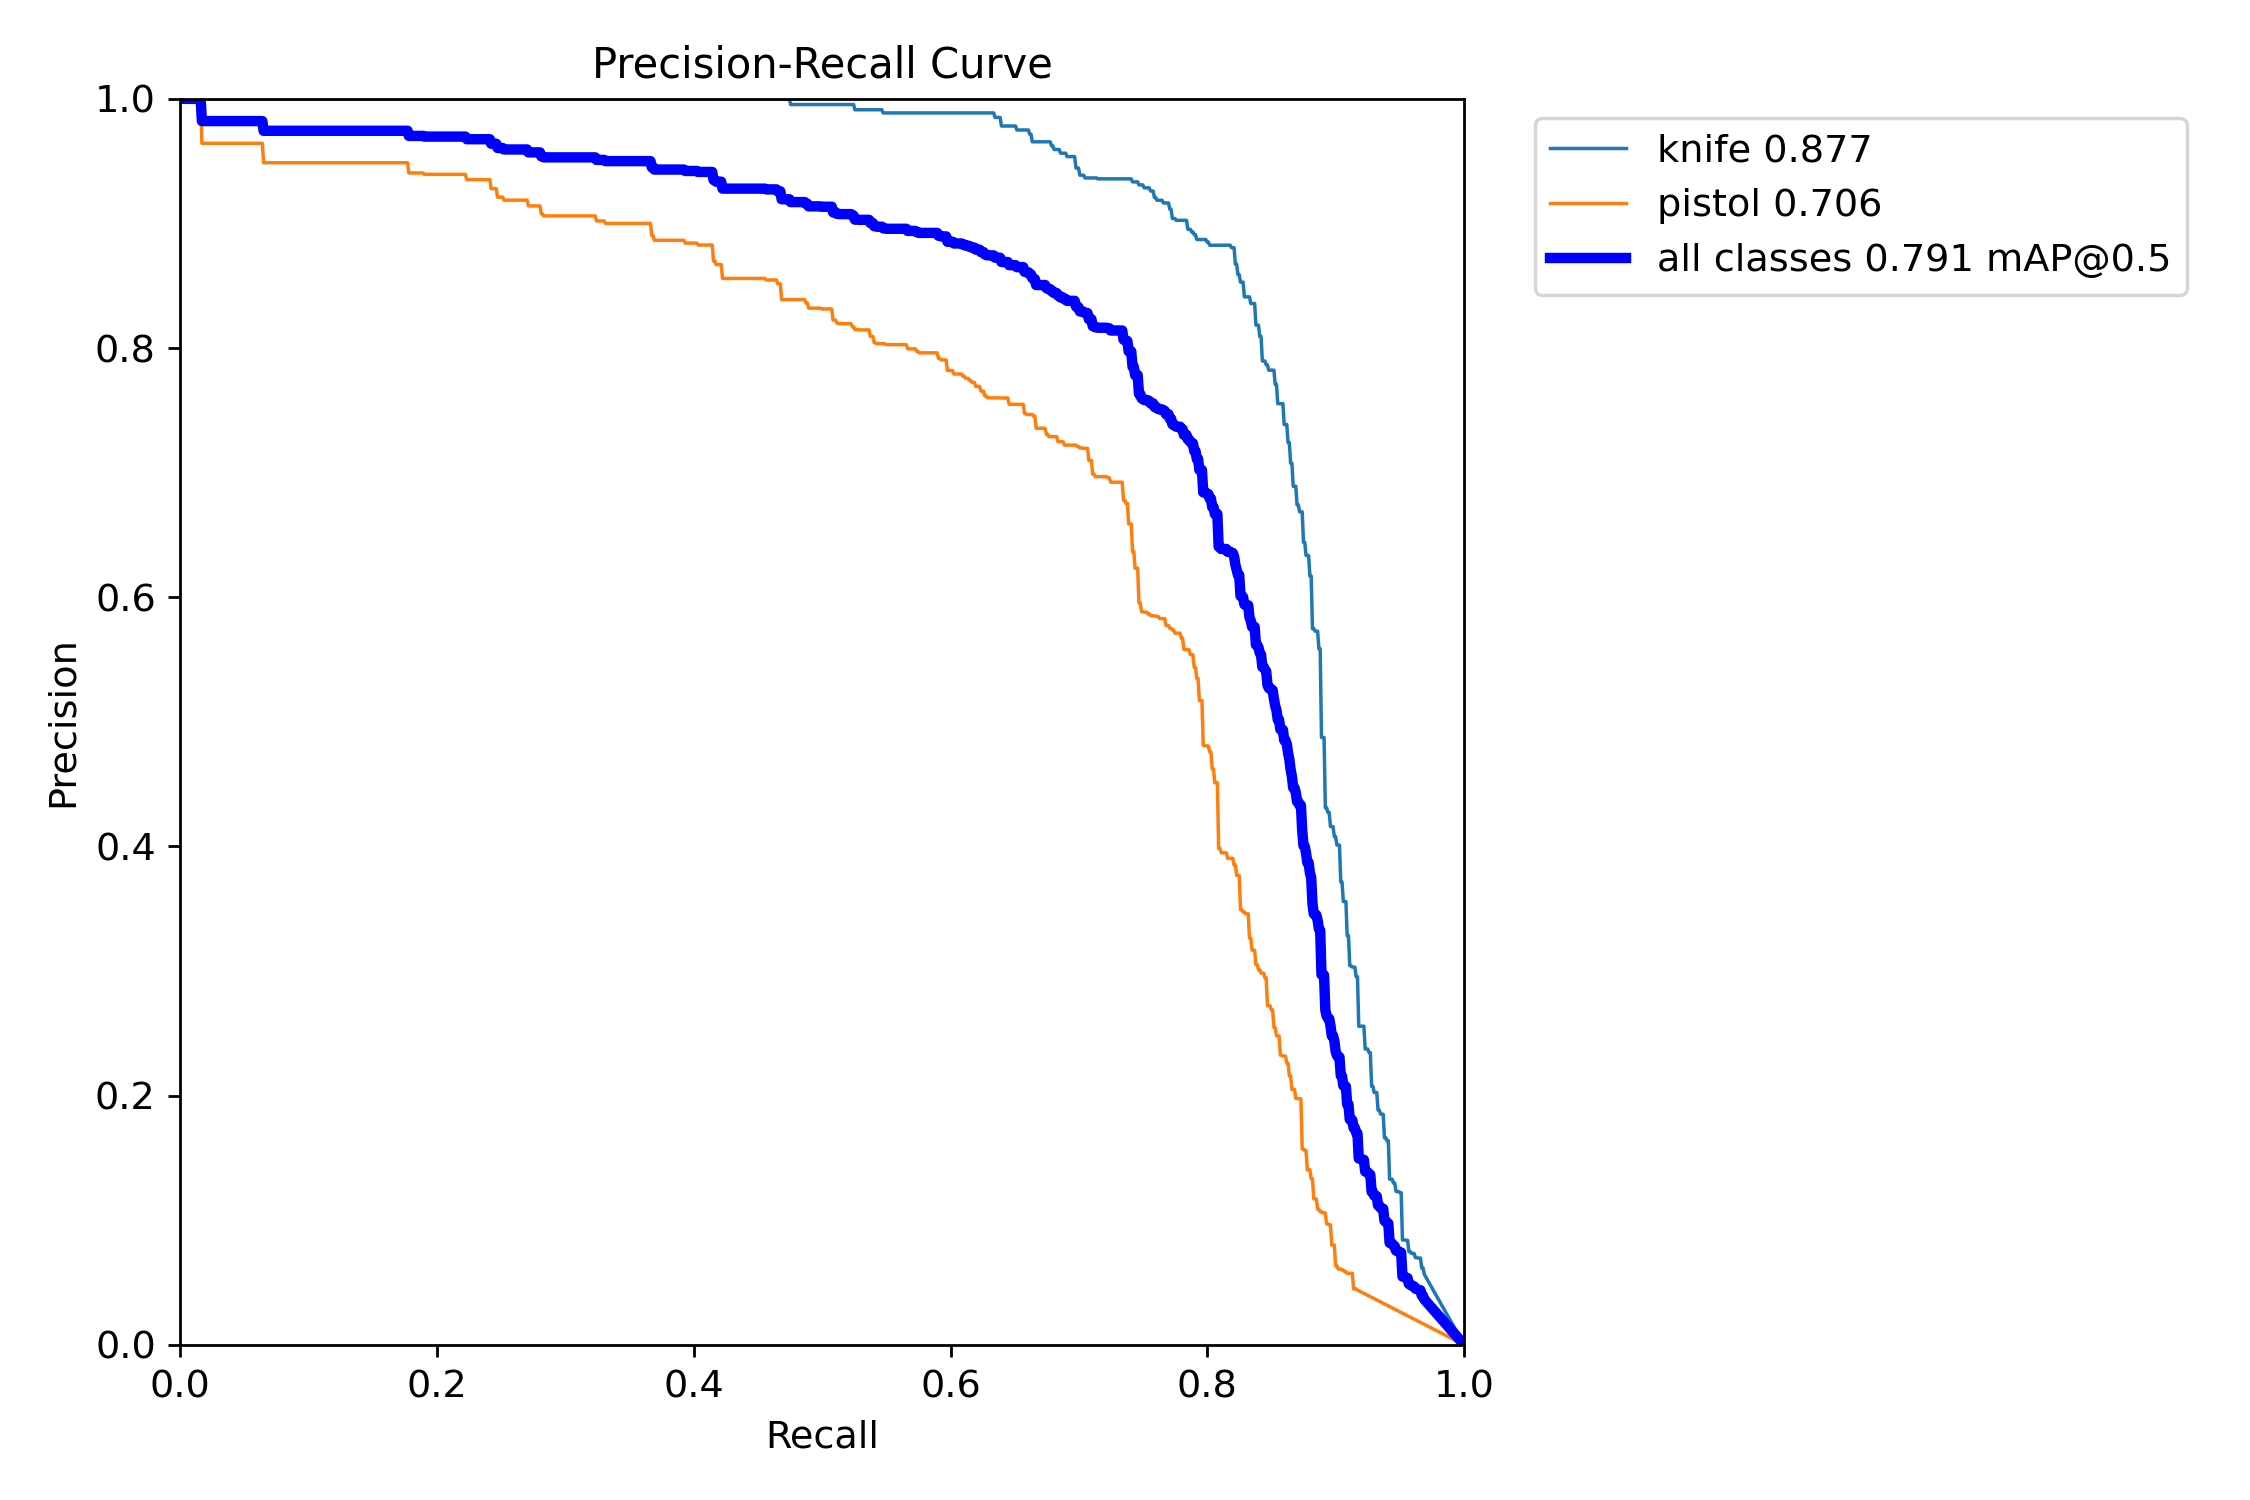 Precision-Recall Curve
1.0
0.8
0.6
0.4
0.2
0.0
Precision
0.0 0.2 0.4 0.6 0.8 1.0
Recall
knife 0.877
pistol 0.706
all classes 0.791 mAP@0.5